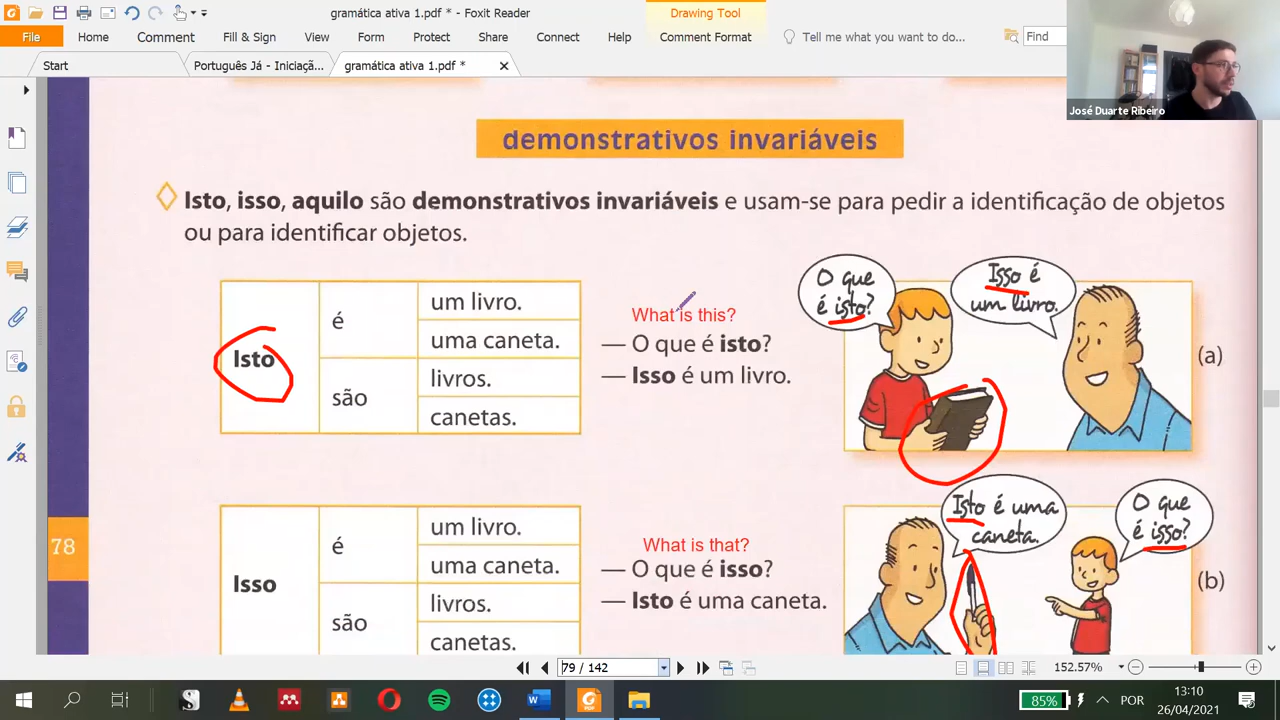 gramática ativa 1.pdf * - Foxit Reader
Drawing Tool
File Home Comment Fill & Sign View Form Protect Share Connect Help Comment Format Tell me what you want to do... Find
Start Português Já - Iniciaçã... gramática ativa 1.pdf *
José Duarte Ribeiro
demonstrativos invariáveis
Isto, isso, aquilo são demonstrativos invariáveis e usam-se para pedir a identificação de objetos
ou para identificar objetos.
Isto
é
um livro.
uma caneta.
são
livros.
canetas.
What is this?
— O que é isto?
— Isso é um livro.
O que
é isto?
Isso é
um livro.
(a)
78
Isso
é
um livro.
uma caneta.
são
livros.
canetas.
What is that?
— O que é isso?
— Isto é uma caneta.
Isto é uma
caneta.
O que
é isso?
(b)
79 / 142
152.57%
85%
POR
13:10
26/04/2021